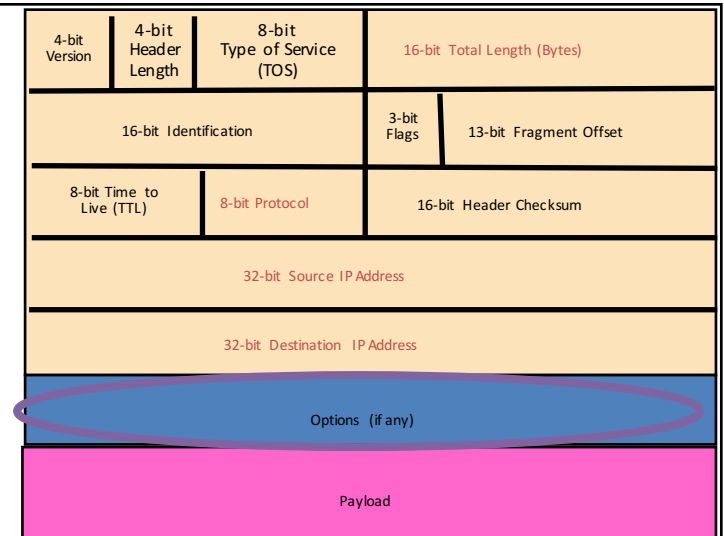 4-bit
Version
4-bit
Header
Length
8-bit
Type of Service
(TOS)
16-bit Total Length (Bytes)
16-bit Identification
3-bit
Flags
13-bit Fragment Offset
8-bit Time to
Live (TTL)
8-bit Protocol
16-bit Header Checksum
32-bit Source IP Address
32-bit Destination IP Address
Options (if any)
Payload